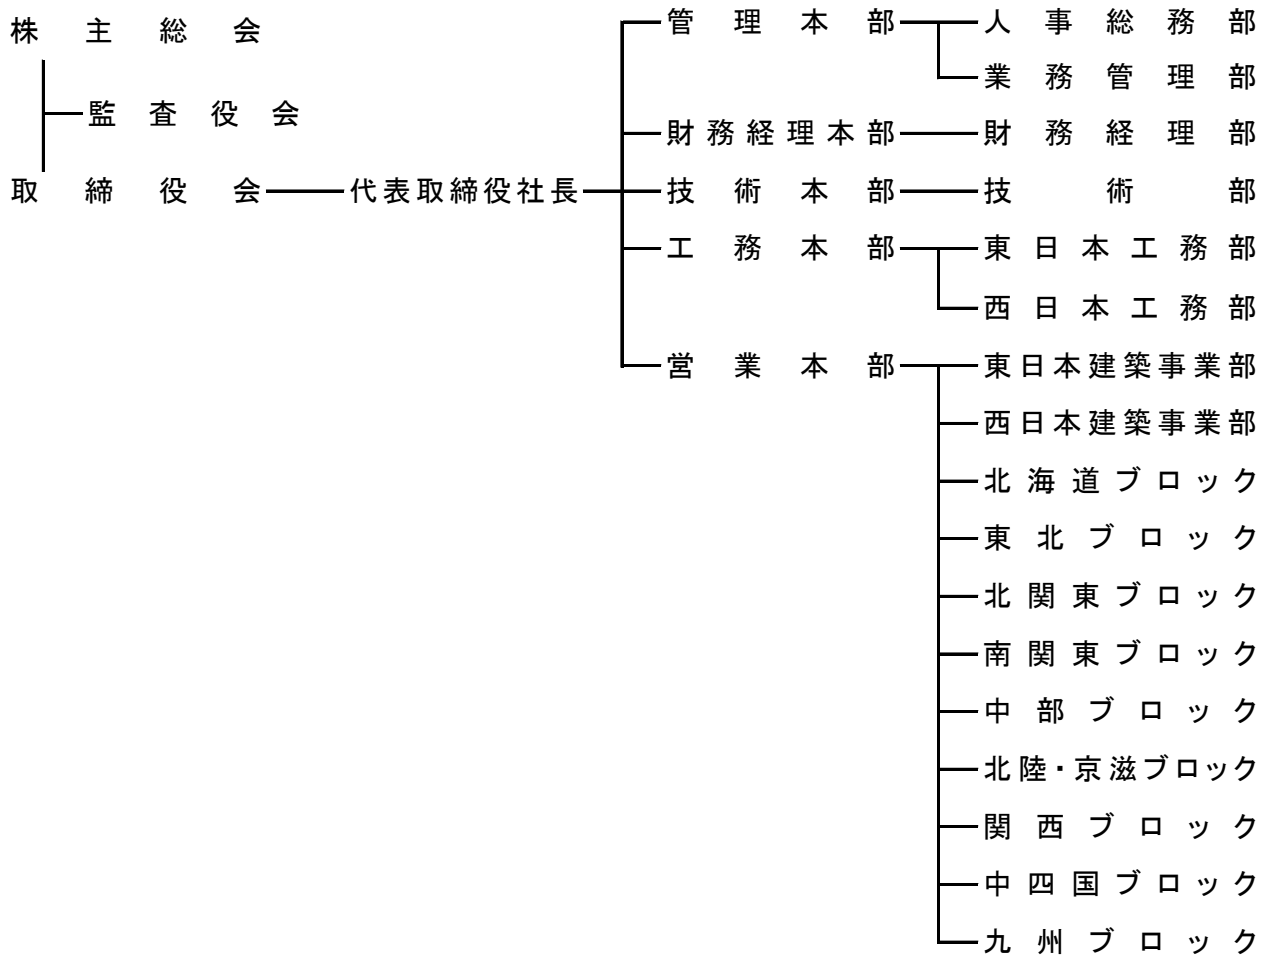 株主総会
監査役会
取締役会
代表取締役社長
管理本部
人事総務部
業務管理部
財務経理本部
財務経理部
技術本部
技術部
工務本部
東日本工務部
西日本工務部
営業本部
東日本建築事業部
西日本建築事業部
北海道ブロック
東北ブロック
北関東ブロック
南関東ブロック
中部ブロック
北陸・京滋ブロック
関西ブロック
中四国ブロック
九州ブロック